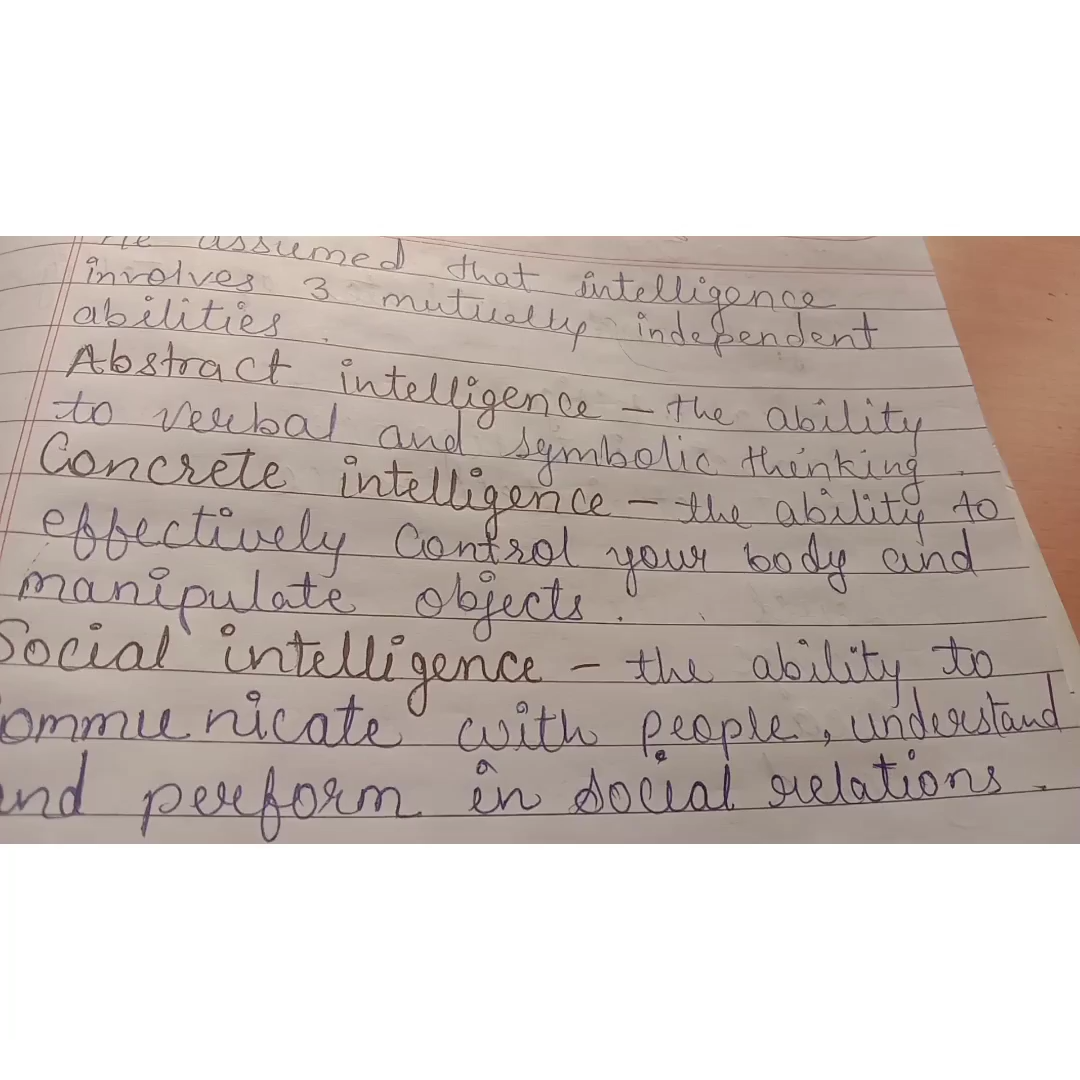 He assumed that intelligence
involves 3 mutually independent
abilities.
Abstract intelligence - the ability
to verbal and symbolic thinking.
Concrete intelligence - the ability to
effectively control your body and
manipulate objects.
Social intelligence - the ability to
ommunicate with people, understand
and perform in social relations.